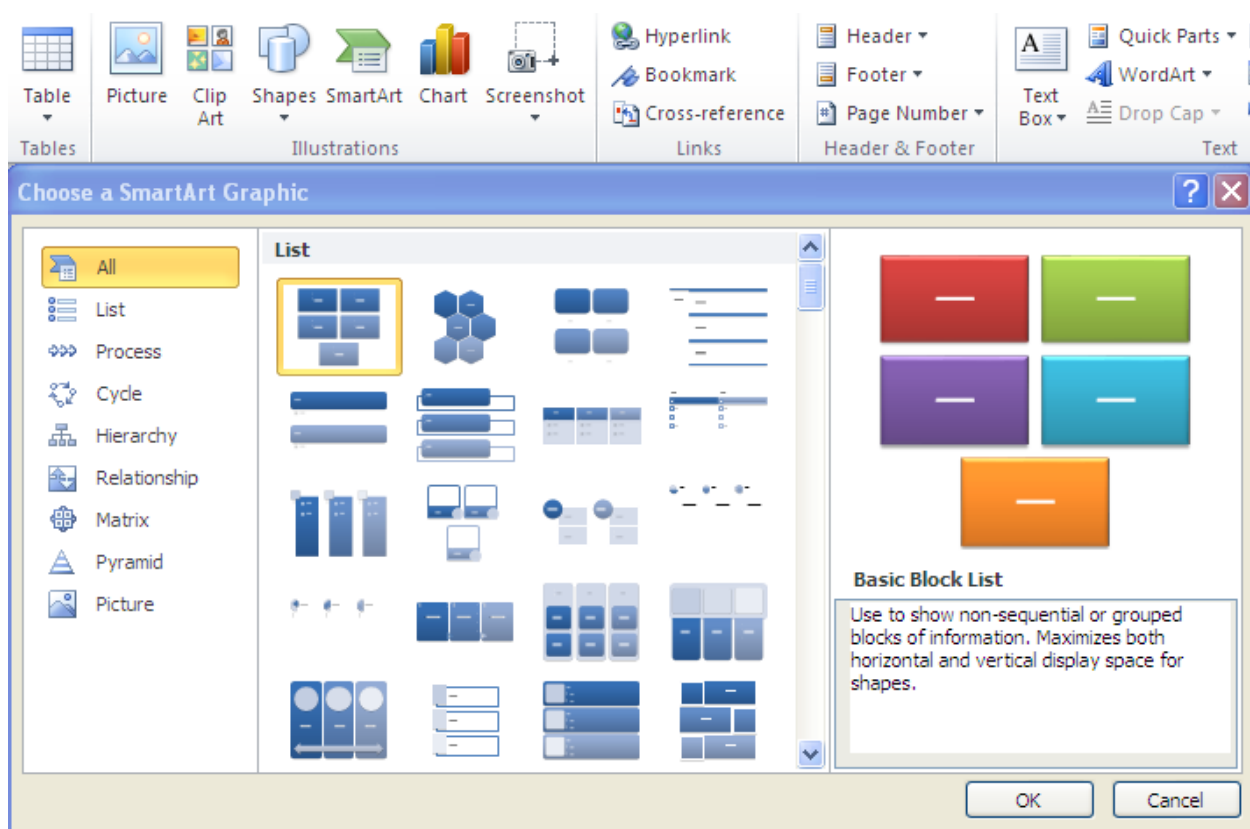 Table
Picture
Clip
Art
Shapes
SmartArt
Chart
Screenshot
Hyperlink
Bookmark
Cross-reference
Header
Footer
Page Number
A
Text
Box
Quick Parts
WordArt
Drop Cap
Tables
Illustrations
Links
Header & Footer
Text
Choose a SmartArt Graphic
All
List
Process
Cycle
Hierarchy
Relationship
Matrix
Pyramid
Picture
List
Basic Block List
Use to show non-sequential or grouped
blocks of information. Maximizes both
horizontal and vertical display space for
shapes.
OK
Cancel